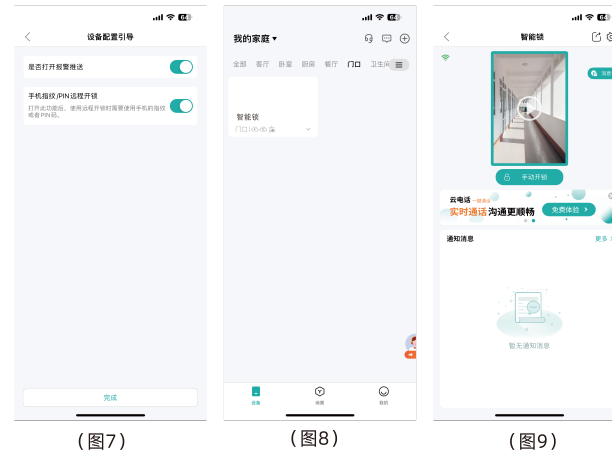 设备配置引导
是否打开报警推送
手机指纹/PIN 远程开锁
打开此功能后，使用远程开锁时需要使用手机的指纹
或者PIN码。
完成
(图7)
我的家庭
全部 客厅 卧室 厨房 餐厅 门口 卫生间
智能锁
设备
我的
(图8)
智能锁
手动开锁
云电话
实时通话沟通更顺畅
免费体验
通知消息
更多
暂无通知消息
(图9)